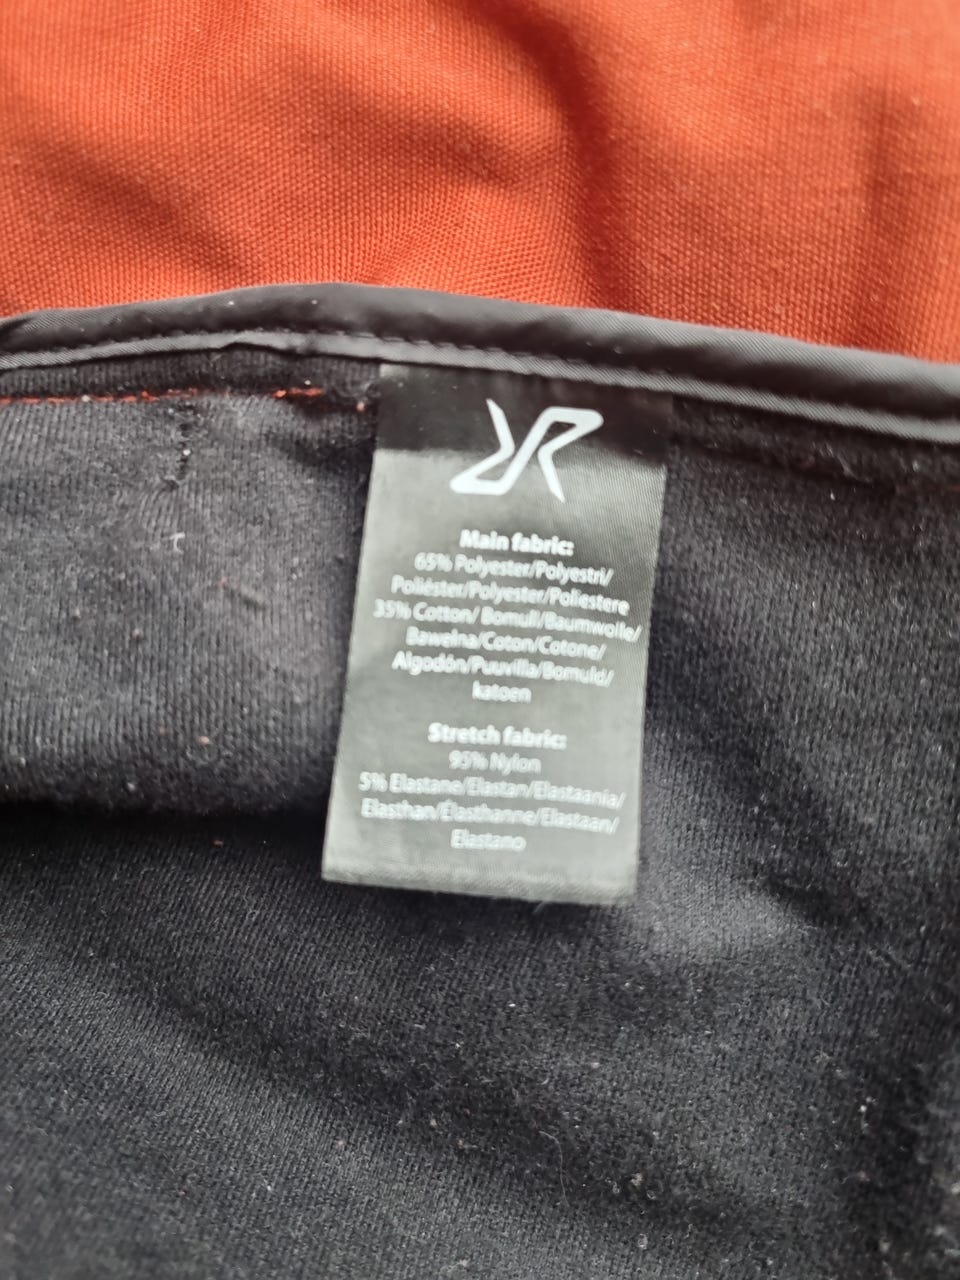 Main fabric:
65% Polyester/Polyestri/
Poliéster/Polyester/Poliestere
35% Cotton/ Bomull/Baumwolle/
Bawełna/Coton/Cotone/
Algodón/Puuvilla/Bomuld/
katoen
Stretch fabric:
95% Nylon
5% Elastane/Elastan/Elastaania/
Elasthan/Élasthanne/Elastaan/
Elastano